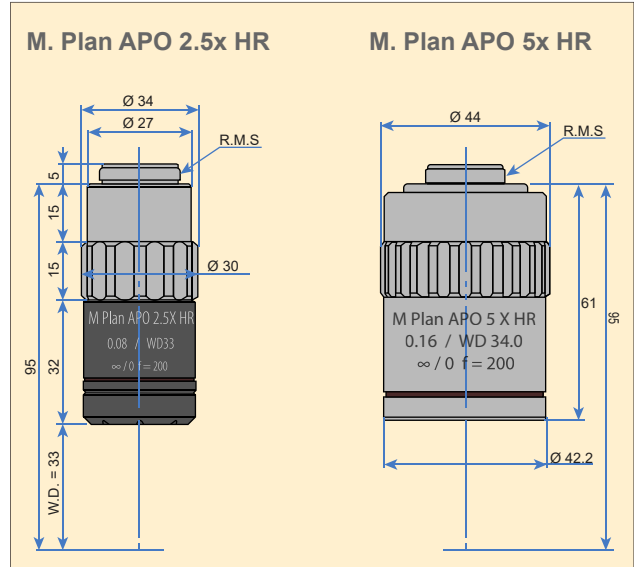 M. Plan APO 2.5x HR
M. Plan APO 5x HR
Ø 34
Ø 27
R.M.S
5
15
15
Ø 30
M Plan APO 2.5X HR
0.08 / WD33
∞ / 0 f = 200
32
95
W.D. = 33
Ø 44
R.M.S
M Plan APO 5 X HR
0.16 / WD 34.0
∞ / 0 f = 200
61
95
Ø 42.2